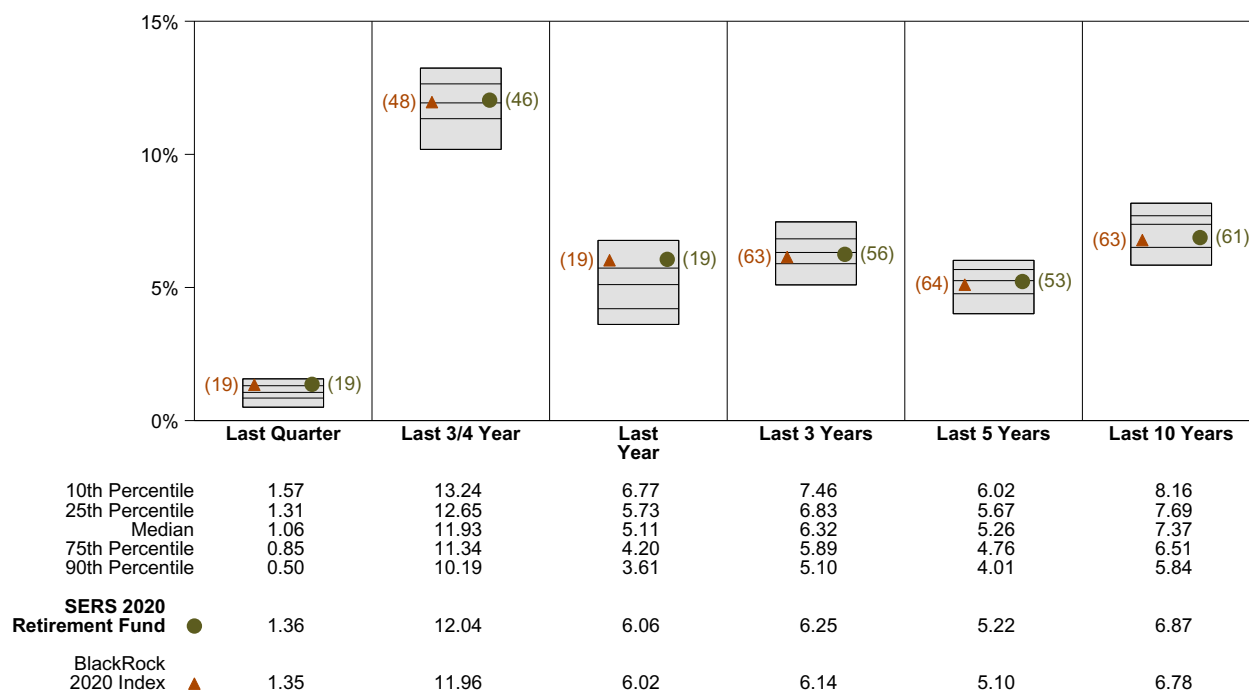 15%
10%
5%
0%
(19) (19)
(48) (46)
(19) (19)
(63) (56)
(64) (53)
(63) (61)
Last Quarter Last 3/4 Year Last Year Last 3 Years Last 5 Years Last 10 Years
10th Percentile 1.57 13.24 6.77 7.46 6.02 8.16
25th Percentile 1.31 12.65 5.73 6.83 5.67 7.69
Median 1.06 11.93 5.11 6.32 5.26 7.37
75th Percentile 0.85 11.34 4.20 5.89 4.76 6.51
90th Percentile 0.50 10.19 3.61 5.10 4.01 5.84
SERS 2020
Retirement Fund 1.36 12.04 6.06 6.25 5.22 6.87
BlackRock
2020 Index 1.35 11.96 6.02 6.14 5.10 6.78